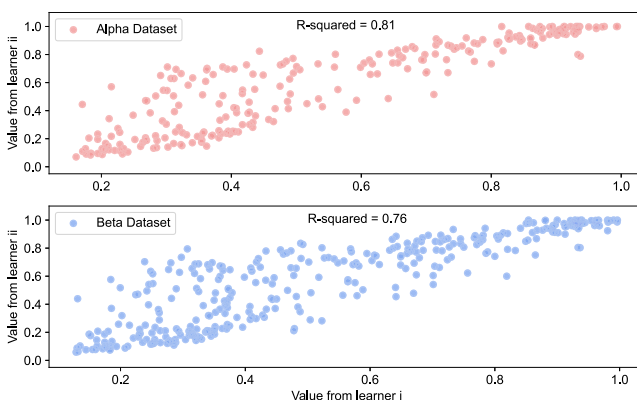 R-squared = 0.81
Alpha Dataset
Value from learner ii
1.0
0.8
0.6
0.4
0.2
0.0
0.2 0.4 0.6 0.8 1.0
R-squared = 0.76
Beta Dataset
Value from learner ii
1.0
0.8
0.6
0.4
0.2
0.0
0.2 0.4 0.6 0.8 1.0
Value from learner i